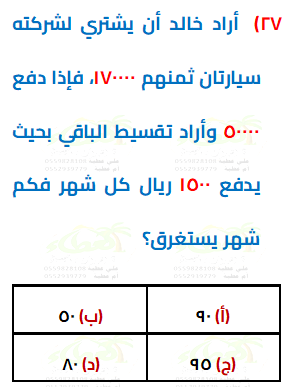 ٢٧) أراد خالد أن يشتري لشركته
سيارتان ثمنهم ١٧٠٠٠٠، فإذا دفع
٥٠٠٠٠ وأراد تقسيط الباقي بحيث
يدفع ١٥٠٠ ريال كل شهر فكم
شهر يستغرق؟
(أ) ٩٠ (ب) ٥٠
(ج) ٩٥ (د) ٨٠